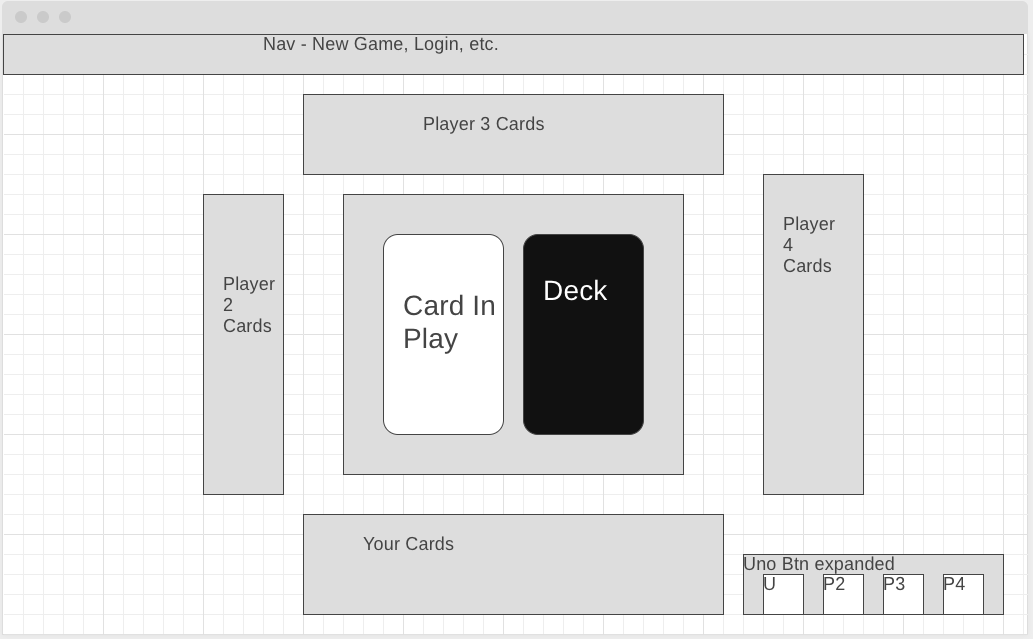 Nav - New Game, Login, etc.
Player 3 Cards
Player
2
Cards
Card In
Play
Deck
Player
4
Cards
Your Cards
Uno Btn expanded
U
P2
P3
P4